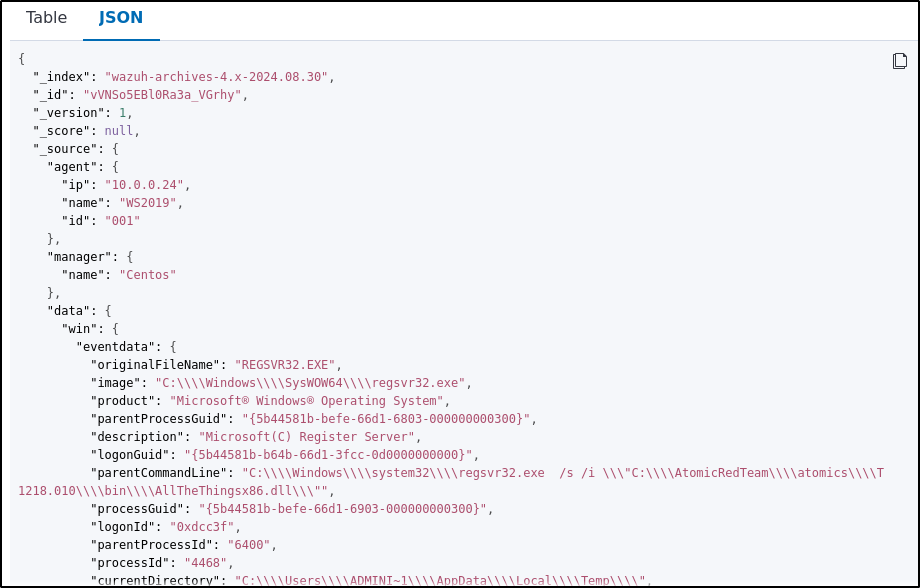 Table JSON
{
"_index": "wazuh-archives-4.x-2024.08.30",
"_id": "vVNSo5EBl0Ra3a_VGrhy",
"_version": 1,
"_score": null,
"_source": {
"agent": {
"ip": "10.0.0.24",
"name": "WS2019",
"id": "001"
},
"manager": {
"name": "Centos"
},
"data": {
"win": {
"eventdata": {
"originalFileName": "REGSVR32.EXE",
"image": "C:\\\\Windows\\\\SysWOW64\\\\regsvr32.exe",
"product": "Microsoft® Windows® Operating System",
"parentProcessGuid": "{5b44581b-befe-66d1-6803-000000000300}",
"description": "Microsoft(C) Register Server",
"logonGuid": "{5b44581b-b64b-66d1-3fcc-0d0000000000}",
"parentCommandLine": "C:\\\\Windows\\\\system32\\\\regsvr32.exe  /s /i \\\"C:\\\\AtomicRedTeam\\\\atomics\\\\T
1218.010\\\\bin\\\\AllTheThingsx86.dll\\\"",
"processGuid": "{5b44581b-befe-66d1-6903-000000000300}",
"logonId": "0xdcc3f",
"parentProcessId": "6400",
"processId": "4468",
"currentDirectory": "C:\\\\Users\\\\ADMINI~1\\\\AppData\\\\Local\\\\Temp\\\\",